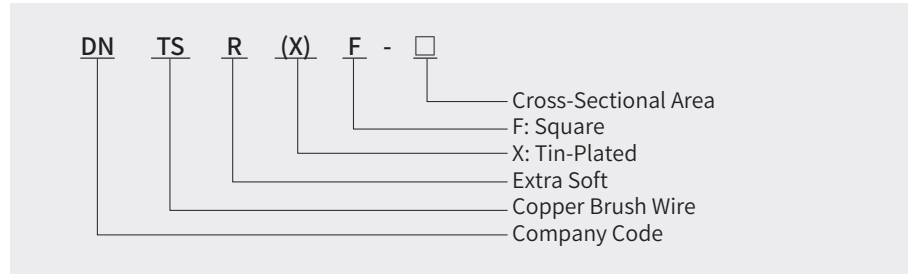 DN TS R (X) F - □
Cross-Sectional Area
F: Square
X: Tin-Plated
Extra Soft
Copper Brush Wire
Company Code